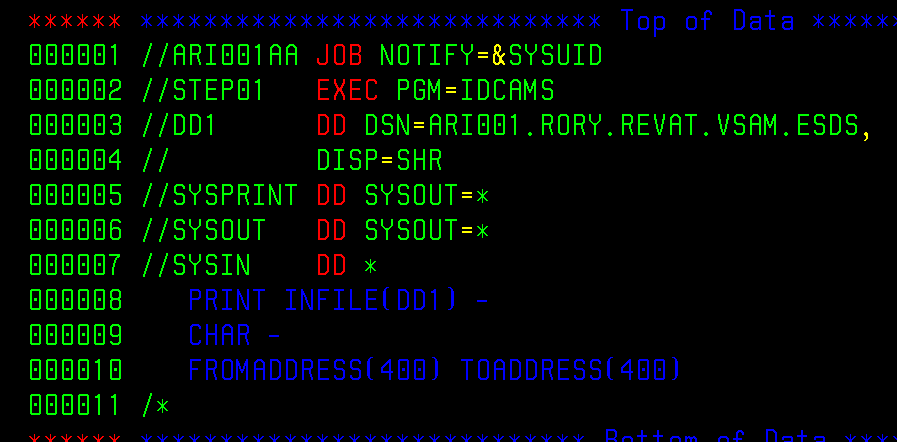 ****** ***************************** Top of Data ******
000001 //ARI001AA JOB NOTIFY=&SYSUID
000002 //STEP01   EXEC PGM=IDCAMS
000003 //DD1      DD DSN=ARI001.RORY.REVAT.VSAM.ESDS,
000004 //         DISP=SHR
000005 //SYSPRINT DD SYSOUT=*
000006 //SYSOUT   DD SYSOUT=*
000007 //SYSIN    DD *
000008    PRINT INFILE(DD1) -
000009    CHAR -
000010    FROMADDRESS(400) TOADDRESS(400)
000011 /*
****** **************************** Bottom of Data ****